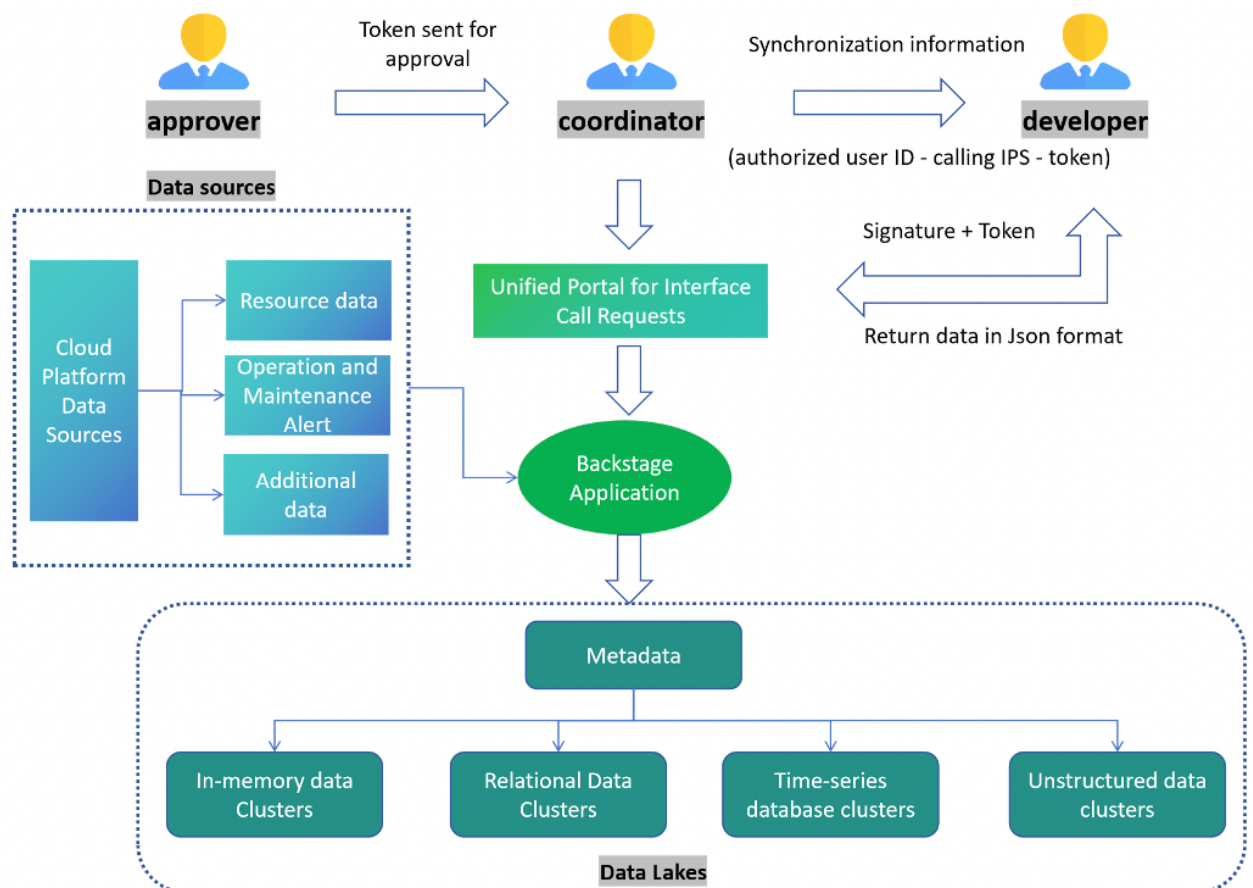 Token sent for
approval
Synchronization information
approver
coordinator
developer
(authorized user ID - calling IPS - token)
Data sources
Signature + Token
Unified Portal for Interface
Call Requests
Return data in Json format
Cloud
Platform
Data
Sources
Resource data
Operation and
Maintenance
Alert
Additional
data
Backstage
Application
Metadata
In-memory data
Clusters
Relational Data
Clusters
Time-series
database clusters
Unstructured data
clusters
Data Lakes